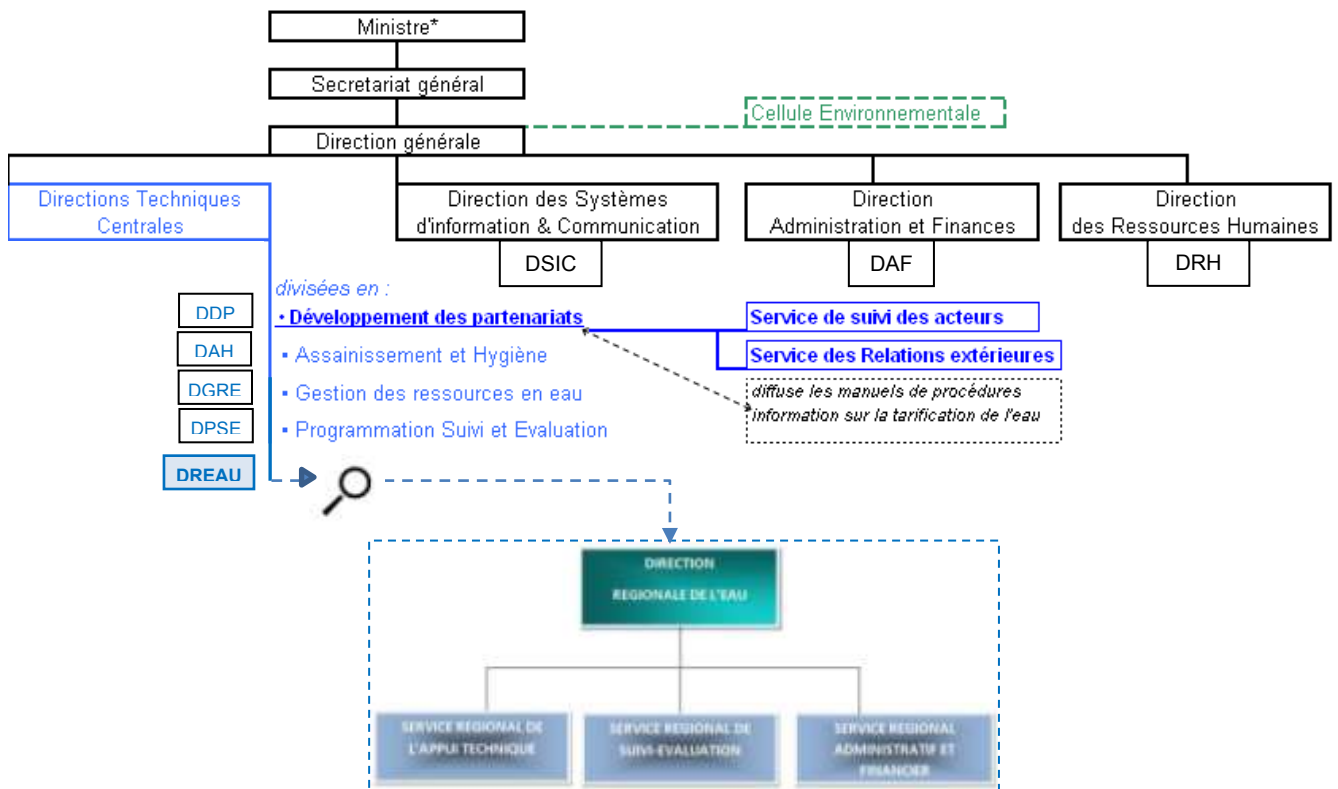 Ministre*
Secretariat général
Cellule Environnementale
Direction générale
Directions Techniques
Centrales
Direction des Systèmes
d'information & Communication
Direction
Administration et Finances
Direction
des Ressources Humaines
DSIC
DAF
DRH
divisées en :
DDP
• Développement des partenariats
Service de suivi des acteurs
DAH
▪ Assainissement et Hygiène
Service des Relations extérieures
DGRE
▪ Gestion des ressources en eau
diffuse les manuels de procédures
information sur la tarification de l'eau
DPSE
▪ Programmation Suivi et Evaluation
DREAU
DIRECTION
REGIONALE DE L'EAU
SERVICE REGIONAL DE
L'APPUI TECHNIQUE
SERVICE REGIONAL DE
SUIVI-EVALUATION
SERVICE REGIONAL
ADMINISTRATIF ET
FINANCIER